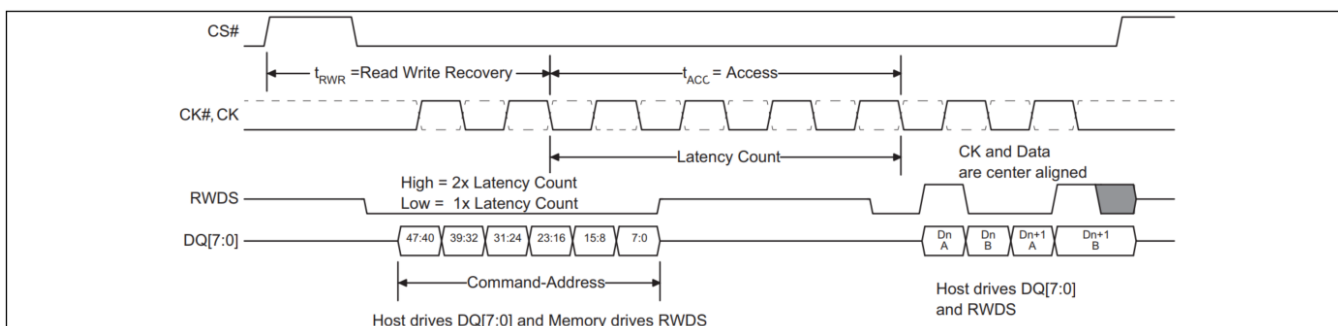 CS#
tRWR =Read Write Recovery
tACC = Access
CK#, CK
Latency Count
CK and Data
are center aligned
High = 2x Latency Count
Low = 1x Latency Count
RWDS
DQ[7:0]
47:40 39:32 31:24 23:16 15:8 7:0
Dn A Dn B Dn+1 A Dn+1 B
Command-Address
Host drives DQ[7:0]
and RWDS
Host drives DQ[7:0] and Memory drives RWDS